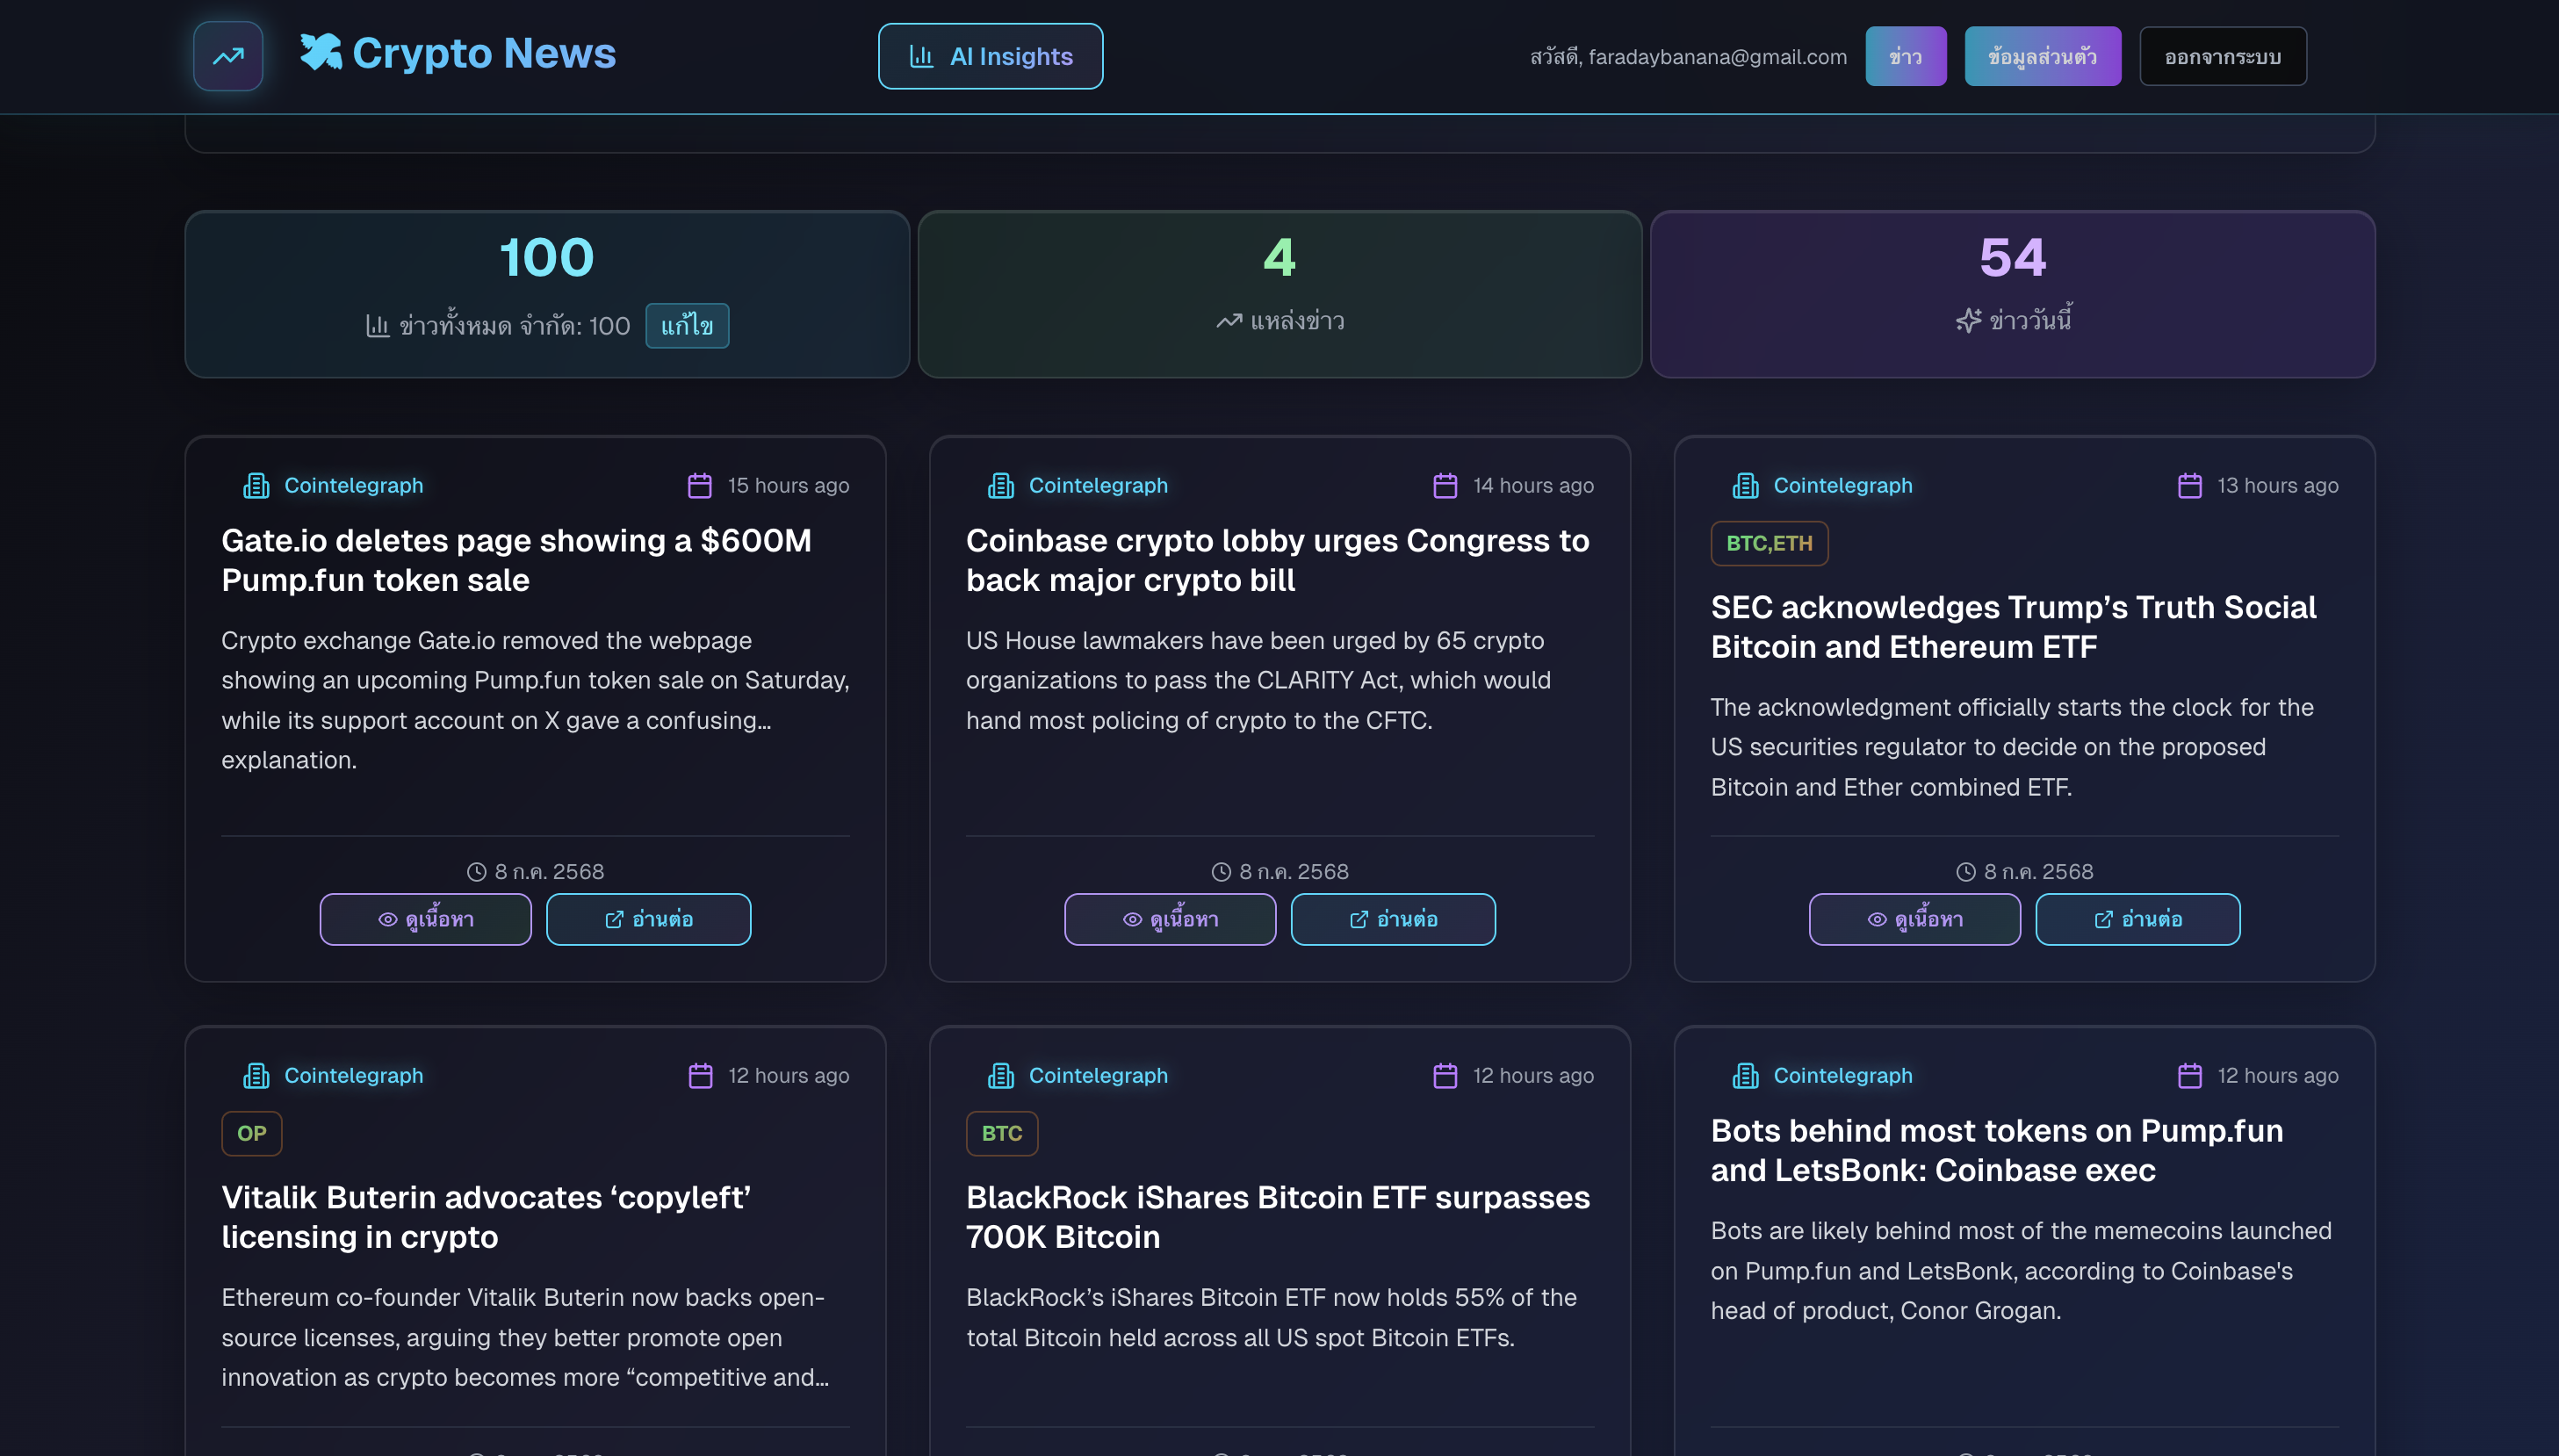 Crypto News
AI Insights
สวัสดี, faradaybanana@gmail.com
ข่าว
ข้อมูลส่วนตัว
ออกจากระบบ
100
ข่าวทั้งหมด จำกัด: 100
แก้ไข
4
แหล่งข่าว
54
ข่าววันนี้
Cointelegraph
15 hours ago
Gate.io deletes page showing a $600M
Pump.fun token sale
Crypto exchange Gate.io removed the webpage
showing an upcoming Pump.fun token sale on Saturday,
while its support account on X gave a confusing...
explanation.
8 ก.ค. 2568
ดูเนื้อหา
อ่านต่อ
Cointelegraph
14 hours ago
Coinbase crypto lobby urges Congress to
back major crypto bill
US House lawmakers have been urged by 65 crypto
organizations to pass the CLARITY Act, which would
hand most policing of crypto to the CFTC.
8 ก.ค. 2568
ดูเนื้อหา
อ่านต่อ
Cointelegraph
13 hours ago
BTC,ETH
SEC acknowledges Trump’s Truth Social
Bitcoin and Ethereum ETF
The acknowledgment officially starts the clock for the
US securities regulator to decide on the proposed
Bitcoin and Ether combined ETF.
8 ก.ค. 2568
ดูเนื้อหา
อ่านต่อ
Cointelegraph
12 hours ago
OP
Vitalik Buterin advocates ‘copyleft’
licensing in crypto
Ethereum co-founder Vitalik Buterin now backs open-
source licenses, arguing they better promote open
innovation as crypto becomes more “competitive and...
Cointelegraph
12 hours ago
BTC
BlackRock iShares Bitcoin ETF surpasses
700K Bitcoin
BlackRock’s iShares Bitcoin ETF now holds 55% of the
total Bitcoin held across all US spot Bitcoin ETFs.
Cointelegraph
12 hours ago
Bots behind most tokens on Pump.fun
and LetsBonk: Coinbase exec
Bots are likely behind most of the memecoins launched
on Pump.fun and LetsBonk, according to Coinbase's
head of product, Conor Grogan.